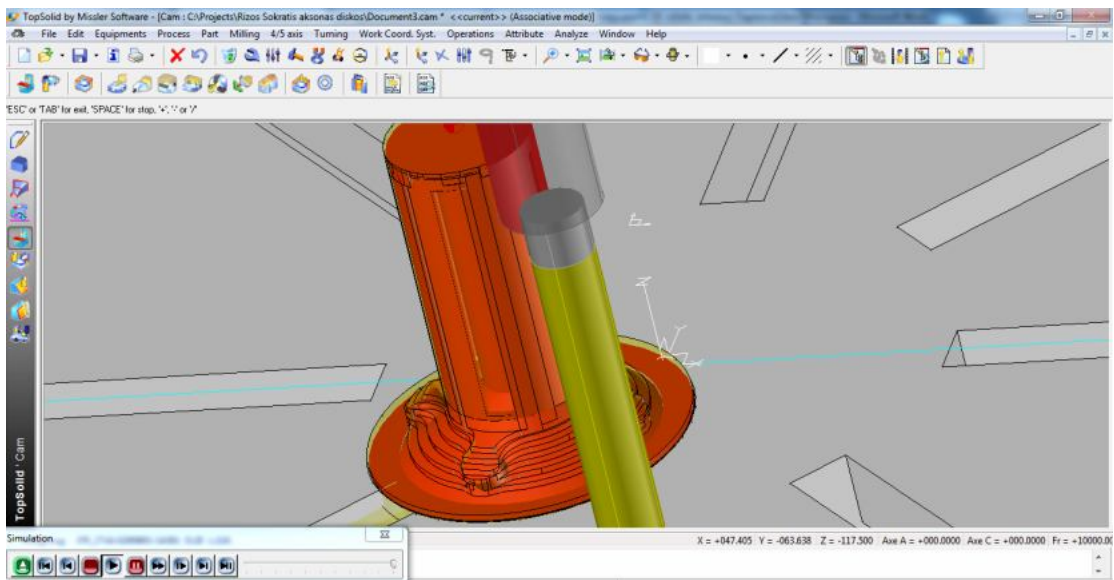 TopSolid by Missler Software - [Cam : C:\Projects\Rizos Sokratis aksonas diskos\Document3.cam * <<current>> (Associative mode)]
File Edit Equipments Process Part Milling 4/5 axis Turning Work Coord. Syst. Operations Attribute Analyze Window Help
'ESC' or 'TAB' for exit, 'SPACE' for stop, '+', '-' or '/'
Z
Y
TopSolid'Cam
Simulation
X = +047.405 Y = -063.638 Z = -117.500 Axe A = +000.0000 Axe C = +000.0000 Fr = +10000.00